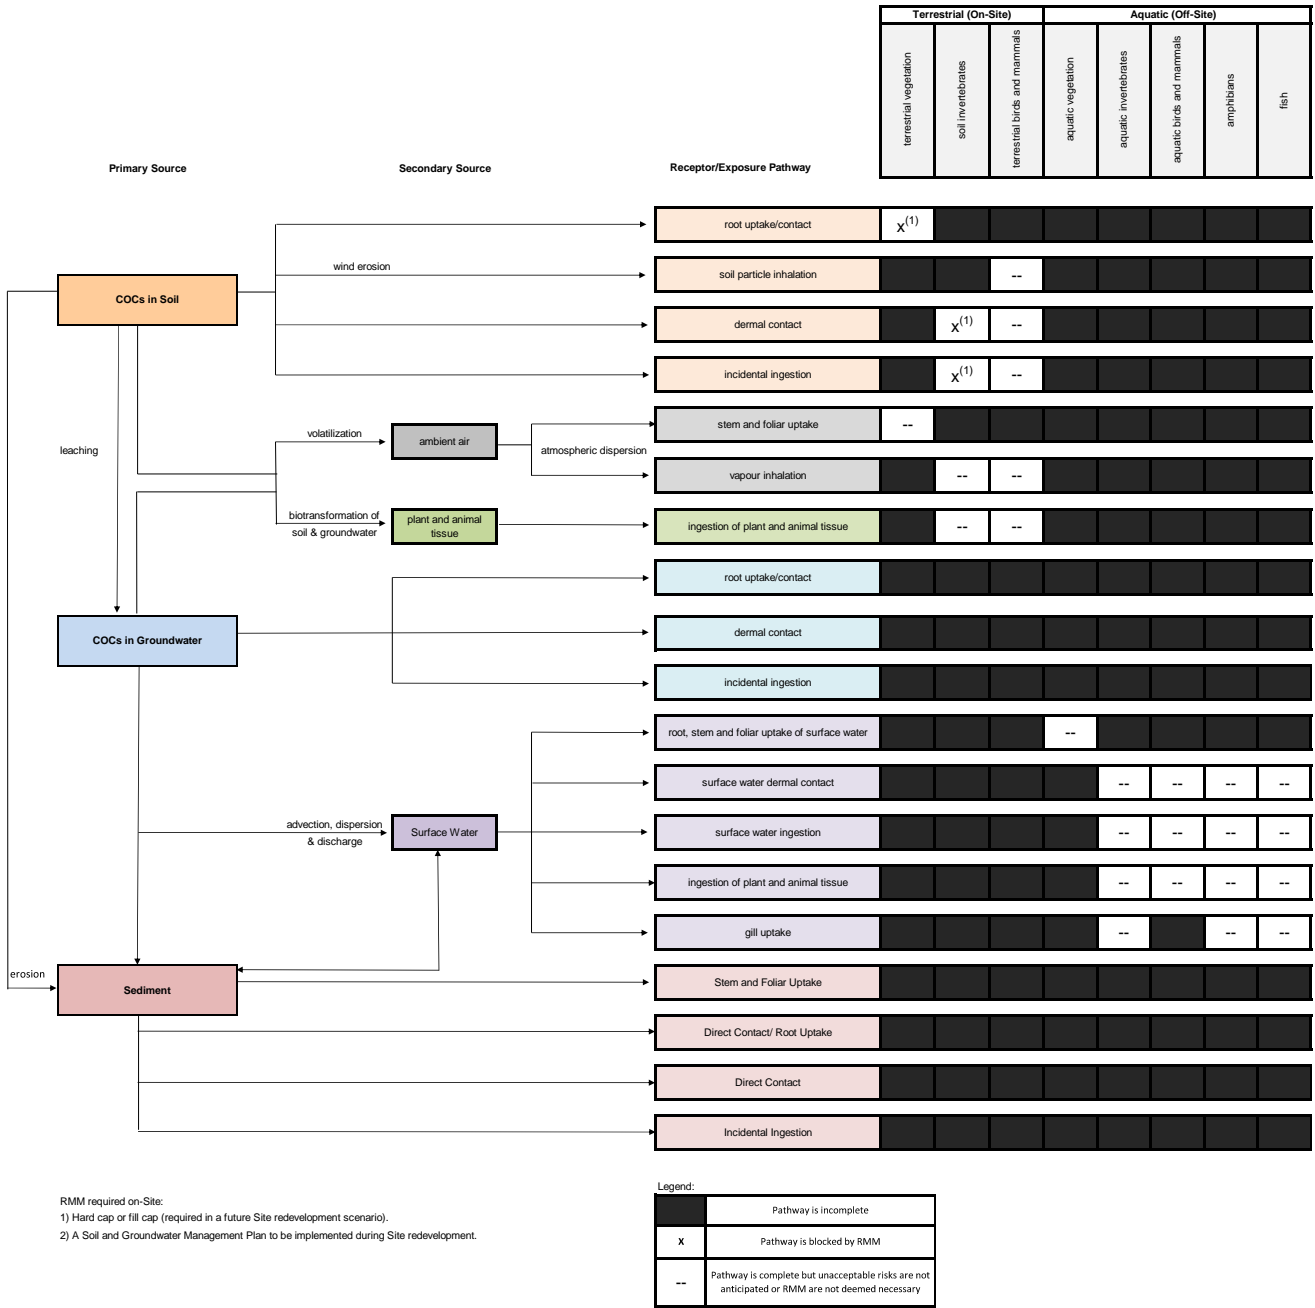 Terrestrial (On-Site)
Aquatic (Off-Site)
terrestrial vegetation
soil invertebrates
terrestrial birds and mammals
aquatic vegetation
aquatic invertebrates
aquatic birds and mammals
amphibians
fish
Primary Source
Secondary Source
Receptor/Exposure Pathway
root uptake/contact
x(1)
wind erosion
soil particle inhalation
--
COCs in Soil
dermal contact
x(1)
--
incidental ingestion
x(1)
--
stem and foliar uptake
--
volatilization
ambient air
atmospheric dispersion
leaching
vapour inhalation
--
--
biotransformation of
soil & groundwater
plant and animal
tissue
ingestion of plant and animal tissue
--
--
root uptake/contact
COCs in Groundwater
dermal contact
incidental ingestion
root, stem and foliar uptake of surface water
--
surface water dermal contact
--
--
--
--
advection, dispersion
& discharge
Surface Water
surface water ingestion
--
--
--
--
ingestion of plant and animal tissue
--
--
--
--
gill uptake
--
--
--
erosion
Sediment
Stem and Foliar Uptake
Direct Contact/ Root Uptake
Direct Contact
Incidental Ingestion
RMM required on-Site:
1) Hard cap or fill cap (required in a future Site redevelopment scenario).
2) A Soil and Groundwater Management Plan to be implemented during Site redevelopment.
Legend:
Pathway is incomplete
x
Pathway is blocked by RMM
--
Pathway is complete but unacceptable risks are not
anticipated or RMM are not deemed necessary